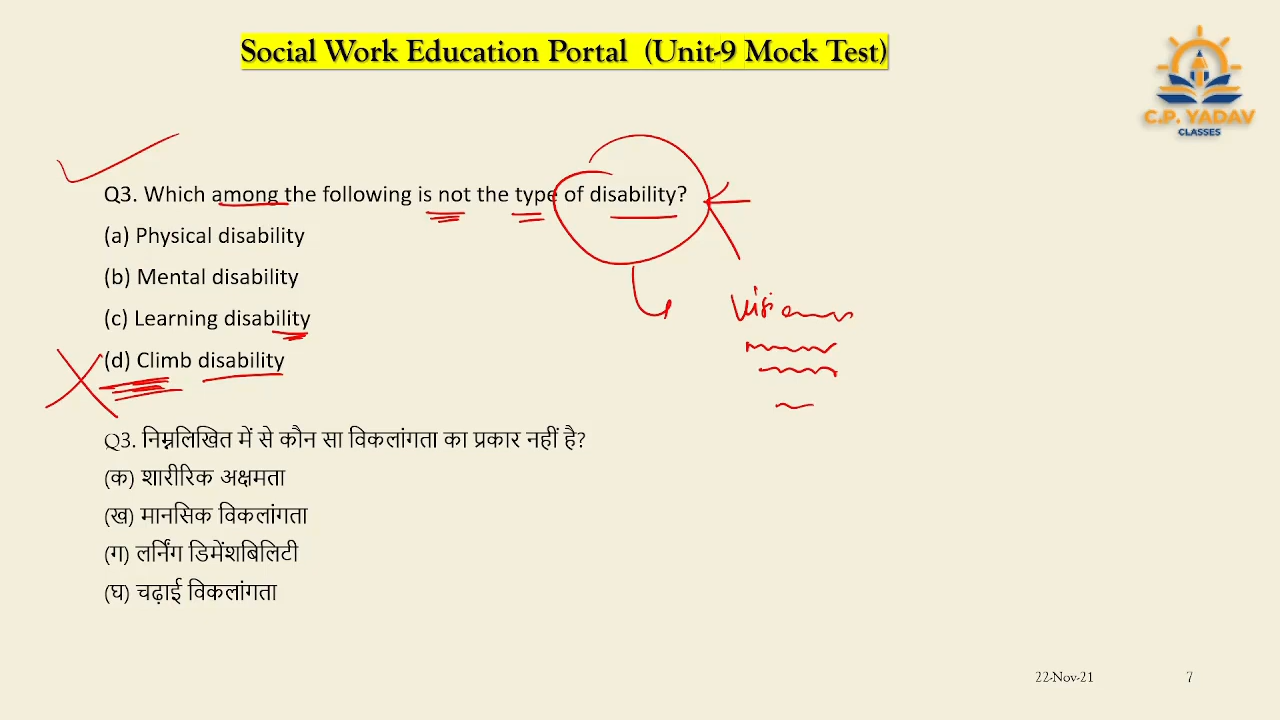 Social Work Education Portal (Unit-9 Mock Test)
C.P. YADAV
CLASSES
Q3. Which among the following is not the type of disability?
(a) Physical disability
(b) Mental disability
(c) Learning disability
(d) Climb disability
Q3. निम्नलिखित में से कौन सा विकलांगता का प्रकार नहीं है?
(क) शारीरिक अक्षमता
(ख) मानसिक विकलांगता
(ग) लर्निंग डिमेंशबिलिटी
(घ) चढ़ाई विकलांगता
22-Nov-21
7